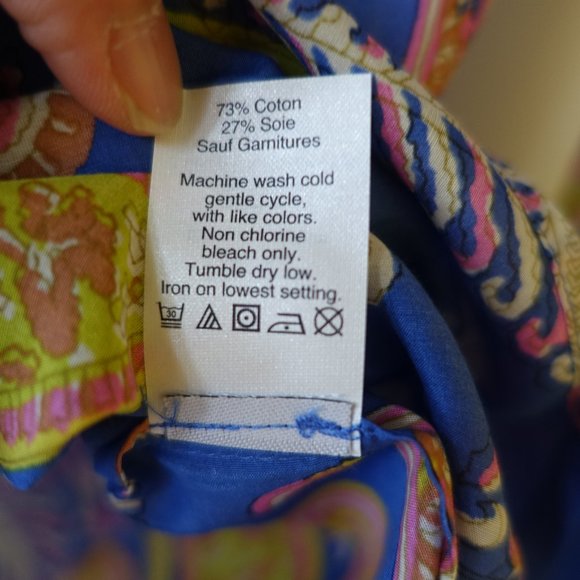 73% Coton
27% Soie
Sauf Garnitures
Machine wash cold
gentle cycle,
with like colors.
Non chlorine
bleach only.
Tumble dry low.
Iron on lowest setting.
30